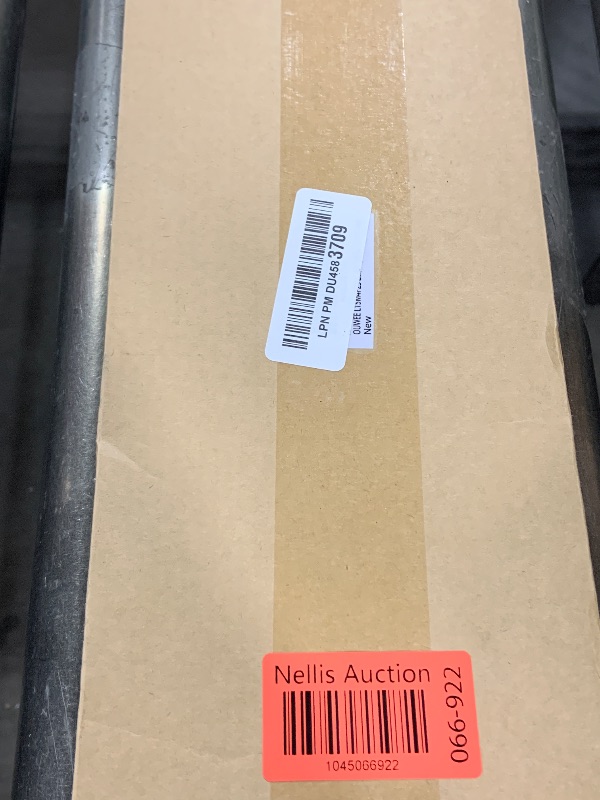 LPN PM DU4583709
New
Nellis Auction
1045066922
066-922